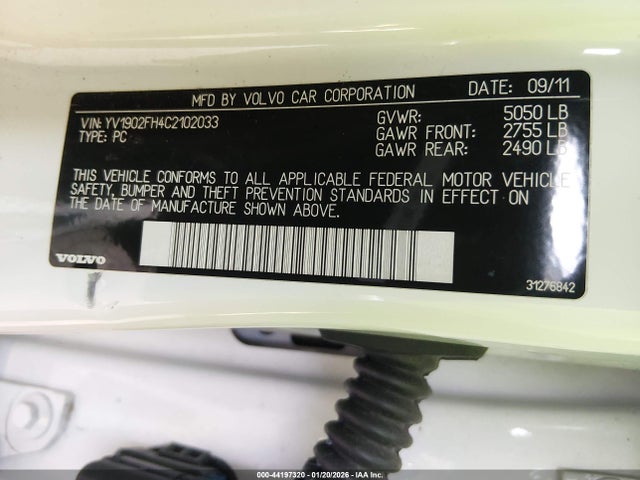 MFD BY VOLVO CAR CORPORATION DATE: 09/11
VIN: YV1902FH4C2102033 GVWR: 5050 LB
TYPE: PC GAWR FRONT: 2755 LB
GAWR REAR: 2490 LB
THIS VEHICLE CONFORMS TO ALL APPLICABLE FEDERAL MOTOR VEHICLE
SAFETY, BUMPER AND THEFT PREVENTION STANDARDS IN EFFECT ON
THE DATE OF MANUFACTURE SHOWN ABOVE.
VOLVO 31276842
000-44197320 - 01/20/2026 - IAA Inc.